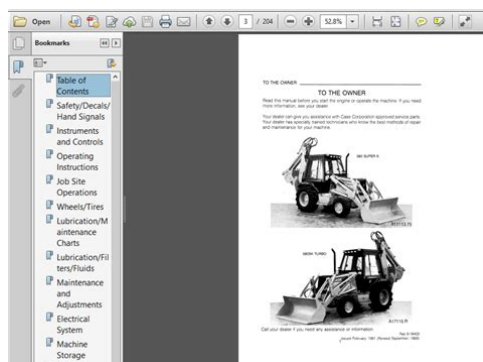 Open
3
/ 204
52.8%
Bookmarks
Table of
Contents
Safety/Decals/
Hand Signals
Instruments
and Controls
Operating
Instructions
Job Site
Operations
Wheels/Tires
Lubrication/M
aintenance
Charts
Lubrication/Fil
ters/Fluids
Maintenance
and
Adjustments
Electrical
System
Machine
Storage
TO THE OWNER
TO THE OWNER
Read this manual before you start the engine or operate the machine. If you need
more information, see your dealer.
Your dealer can give you assistance with Case Corporation approved service parts.
Your dealer has specially trained technicians who know the best methods of repair
and maintenance for your machine.
Call your dealer if you need any assistance or information.